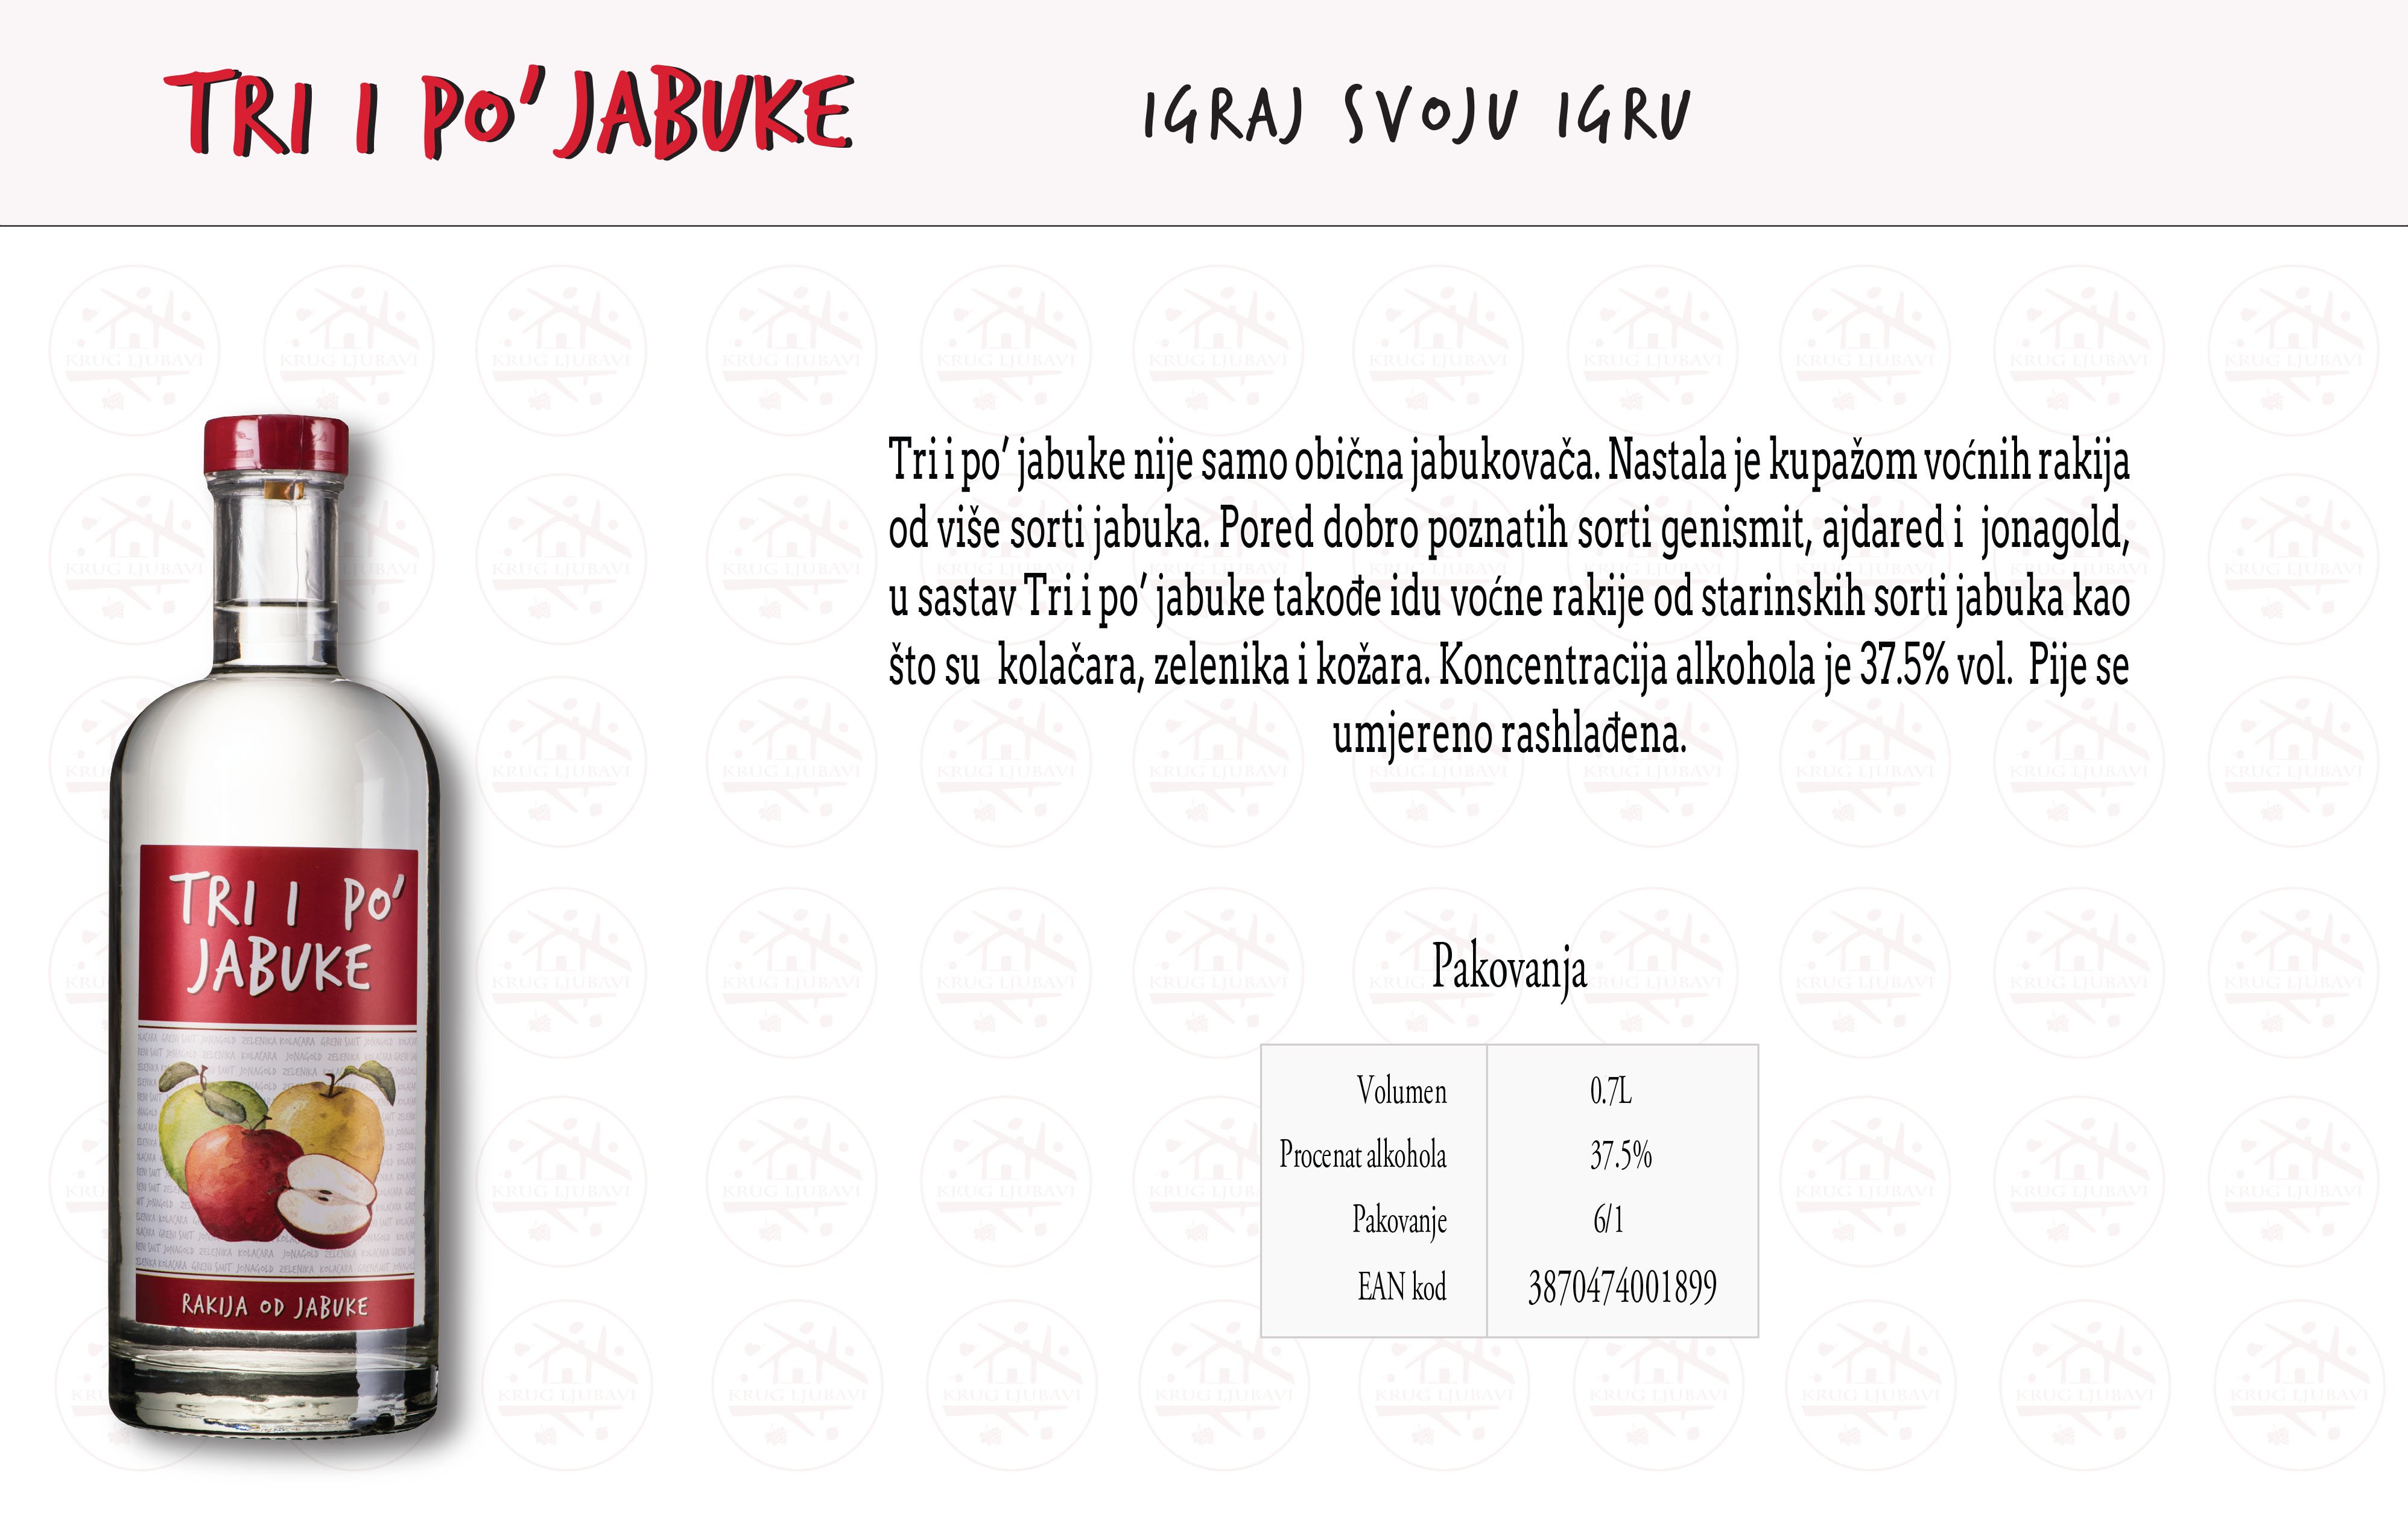 TRI I PO' JABUKE
IGRAJ SVOJU IGRU
Tri i po' jabuke nije samo obična jabukovača. Nastala je kupažom voćnih rakija
od više sorti jabuka. Pored dobro poznatih sorti genismit, ajdared i jonagold,
u sastav Tri i po' jabuke takođe idu voćne rakije od starinskih sorti jabuka kao
što su kolačara, zelenika i kožara. Koncentracija alkohola je 37.5% vol. Pije se
umjereno rashlađena.
TRI I PO'
JABUKE
RAKIJA OD JABUKE
Pakovanja
Volumen 0.7L
Procenat alkohola 37.5%
Pakovanje 6/1
EAN kod 3870474001899
KRUG LJUBAVI